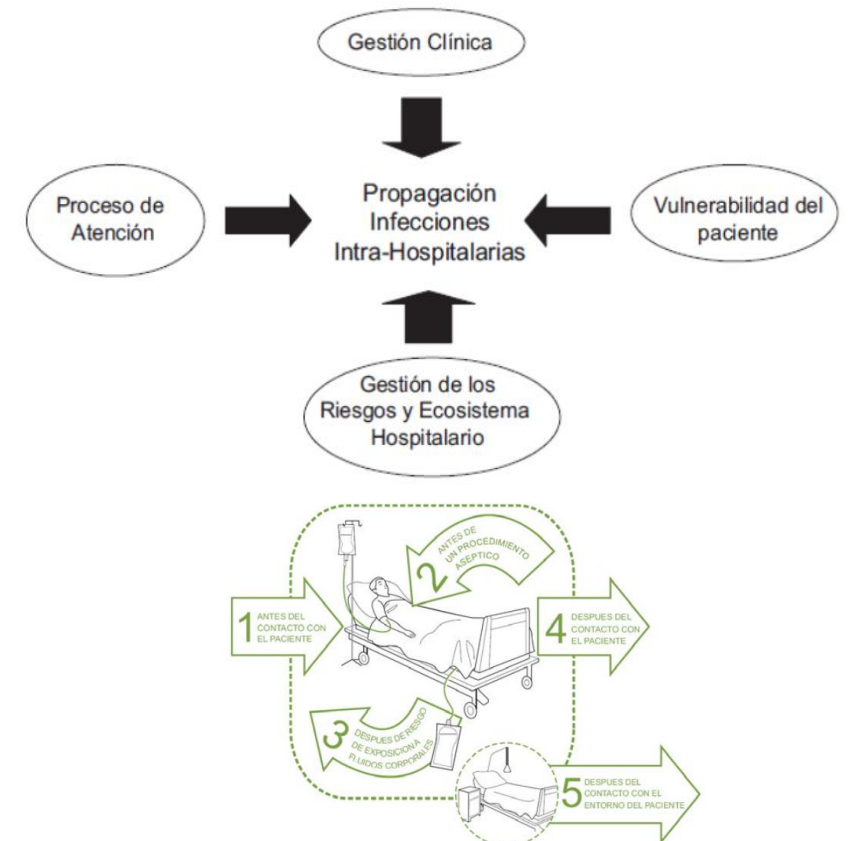 Gestión Clínica
Proceso de
Atención
Propagación
Infecciones
Intra-Hospitalarias
Vulnerabilidad del
paciente
Gestión de los
Riesgos y Ecosistema
Hospitalario
1
ANTES DEL
CONTACTO CON
EL PACIENTE
2
ANTES DE
UN PROCEDIMIENTO
ASEPTICO
3
DESPUES DE RIESGO
DE EXPOSICION A
FLUIDOS CORPORALES
4
DESPUES DEL
CONTACTO CON
EL PACIENTE
5
DESPUES DEL
CONTACTO CON EL
ENTORNO DEL PACIENTE